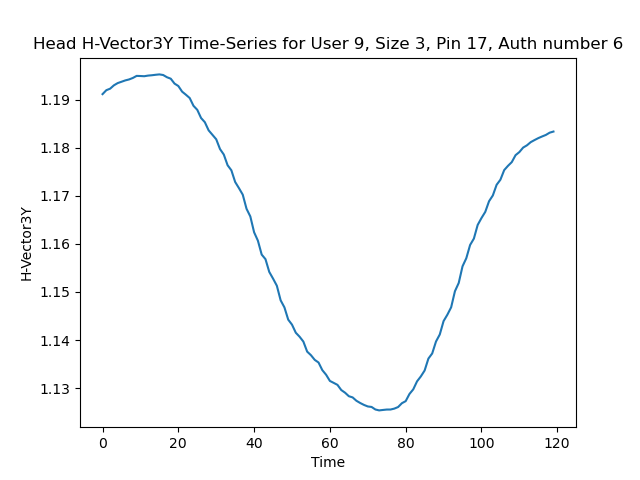 Head H-Vector3Y Time-Series for User 9, Size 3, Pin 17, Auth number 6
H-Vector3Y
1.19
1.18
1.17
1.16
1.15
1.14
1.13
0 20 40 60 80 100 120
Time